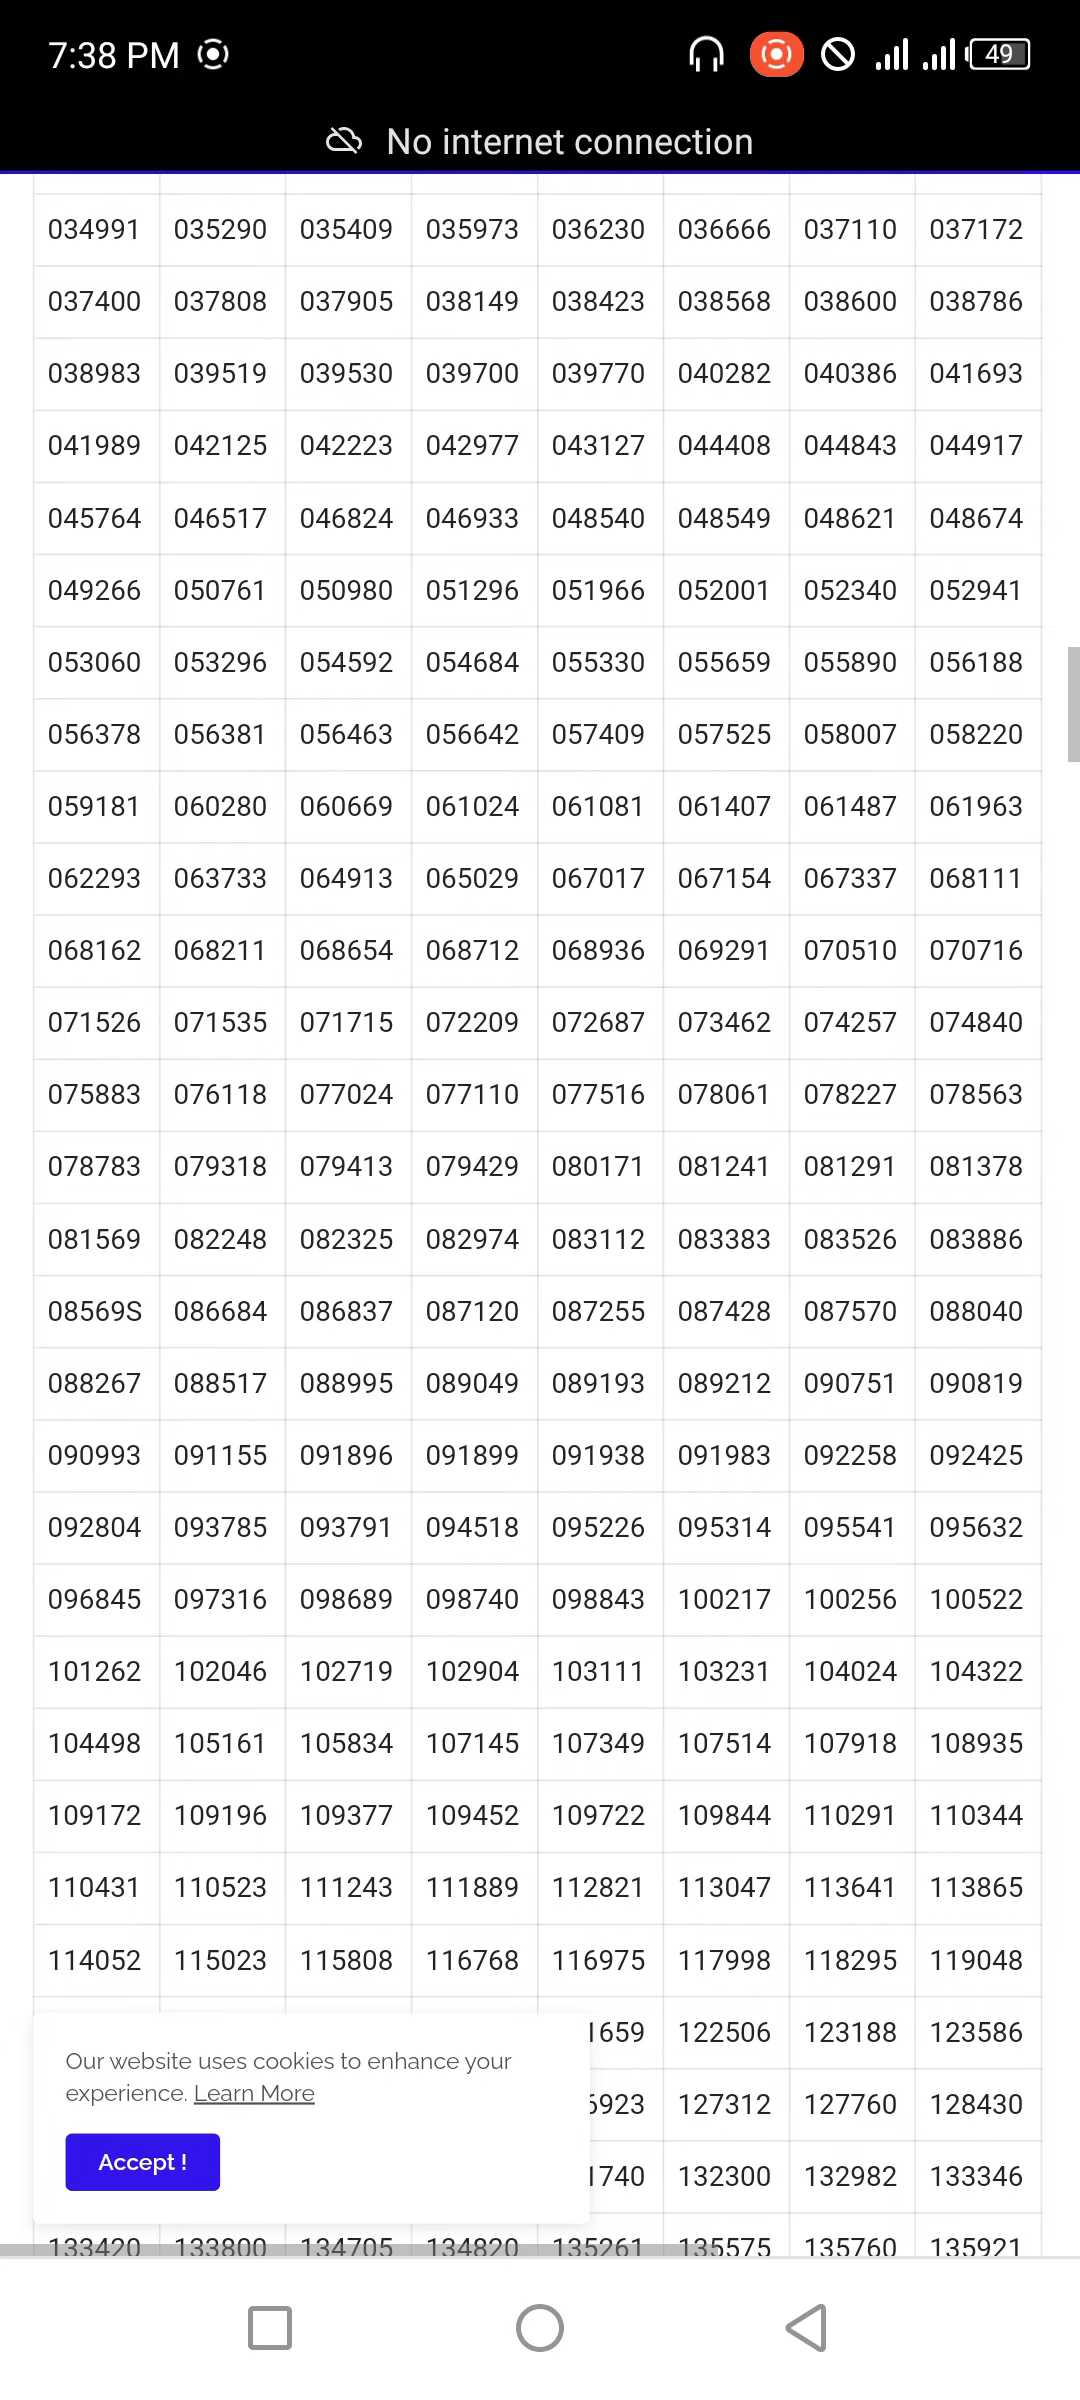 7:38 PM 49
No internet connection
034991 035290 035409 035973 036230 036666 037110 037172
037400 037808 037905 038149 038423 038568 038600 038786
038983 039519 039530 039700 039770 040282 040386 041693
041989 042125 042223 042977 043127 044408 044843 044917
045764 046517 046824 046933 048540 048549 048621 048674
049266 050761 050980 051296 051966 052001 052340 052941
053060 053296 054592 054684 055330 055659 055890 056188
056378 056381 056463 056642 057409 057525 058007 058220
059181 060280 060669 061024 061081 061407 061487 061963
062293 063733 064913 065029 067017 067154 067337 068111
068162 068211 068654 068712 068936 069291 070510 070716
071526 071535 071715 072209 072687 073462 074257 074840
075883 076118 077024 077110 077516 078061 078227 078563
078783 079318 079413 079429 080171 081241 081291 081378
081569 082248 082325 082974 083112 083383 083526 083886
08569S 086684 086837 087120 087255 087428 087570 088040
088267 088517 088995 089049 089193 089212 090751 090819
090993 091155 091896 091899 091938 091983 092258 092425
092804 093785 093791 094518 095226 095314 095541 095632
096845 097316 098689 098740 098843 100217 100256 100522
101262 102046 102719 102904 103111 103231 104024 104322
104498 105161 105834 107145 107349 107514 107918 108935
109172 109196 109377 109452 109722 109844 110291 110344
110431 110523 111243 111889 112821 113047 113641 113865
114052 115023 115808 116768 116975 117998 118295 119048
1659 122506 123188 123586
6923 127312 127760 128430
1740 132300 132982 133346
Our website uses cookies to enhance your
experience. Learn More
Accept !
133420 133800 134705 134820 135261 135575 135760 135921